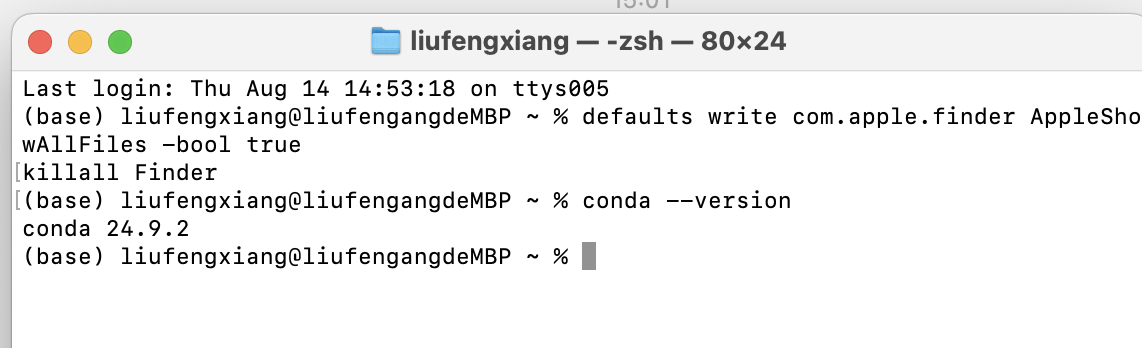 15:01
liufengxiang — -zsh — 80×24
Last login: Thu Aug 14 14:53:18 on ttys005
(base) liufengxiang@liufengangdeMBP ~ % defaults write com.apple.finder AppleSho
wAllFiles -bool true
[killall Finder
[(base) liufengxiang@liufengangdeMBP ~ % conda --version
conda 24.9.2
(base) liufengxiang@liufengangdeMBP ~ %